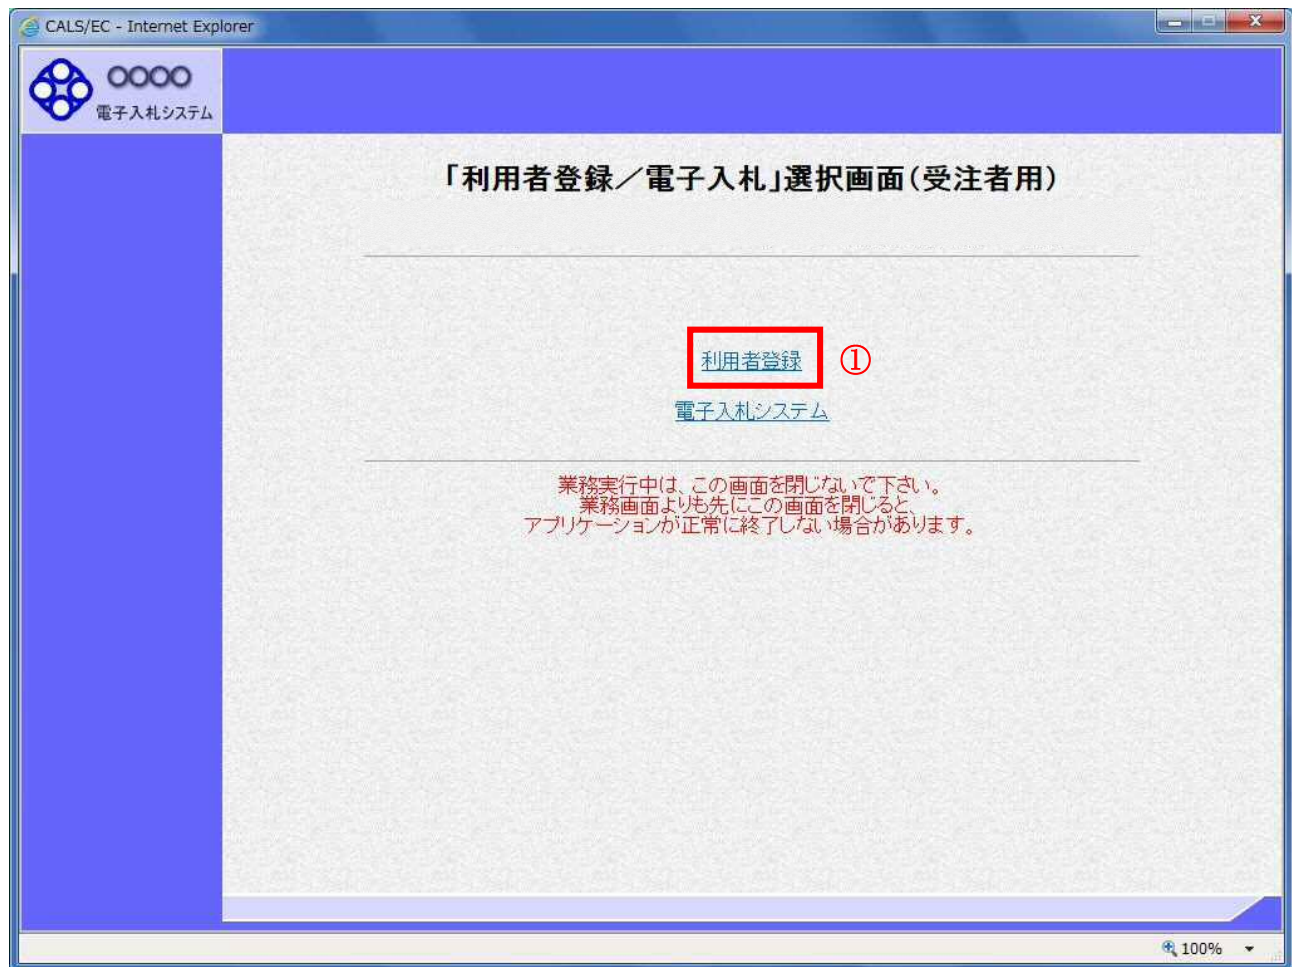 CALS/EC - Internet Explorer
○○○○
電子入札システム
「利用者登録／電子入札」選択画面（受注者用）
利用者登録 ①
電子入札システム
業務実行中は、この画面を閉じないで下さい。
業務画面よりも先にこの画面を閉じると、
アプリケーションが正常に終了しない場合があります。
100%